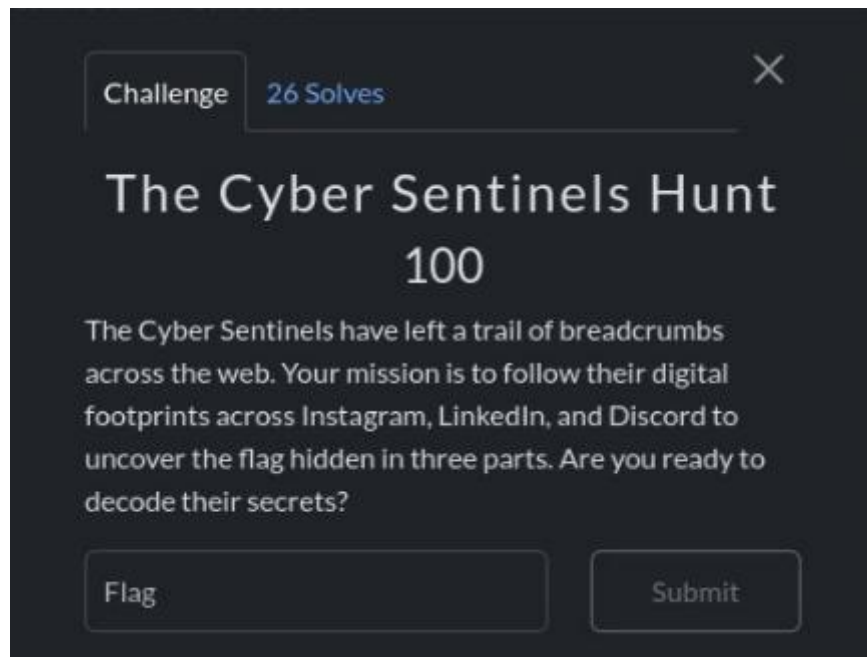 Challenge 26 Solves
The Cyber Sentinels Hunt
100
The Cyber Sentinels have left a trail of breadcrumbs
across the web. Your mission is to follow their digital
footprints across Instagram, LinkedIn, and Discord to
uncover the flag hidden in three parts. Are you ready to
decode their secrets?
Flag Submit